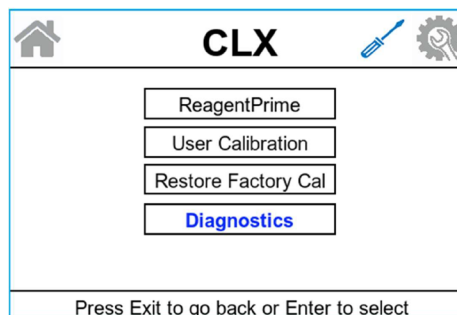 CLX
ReagentPrime
User Calibration
Restore Factory Cal
Diagnostics
Press Exit to go back or Enter to select